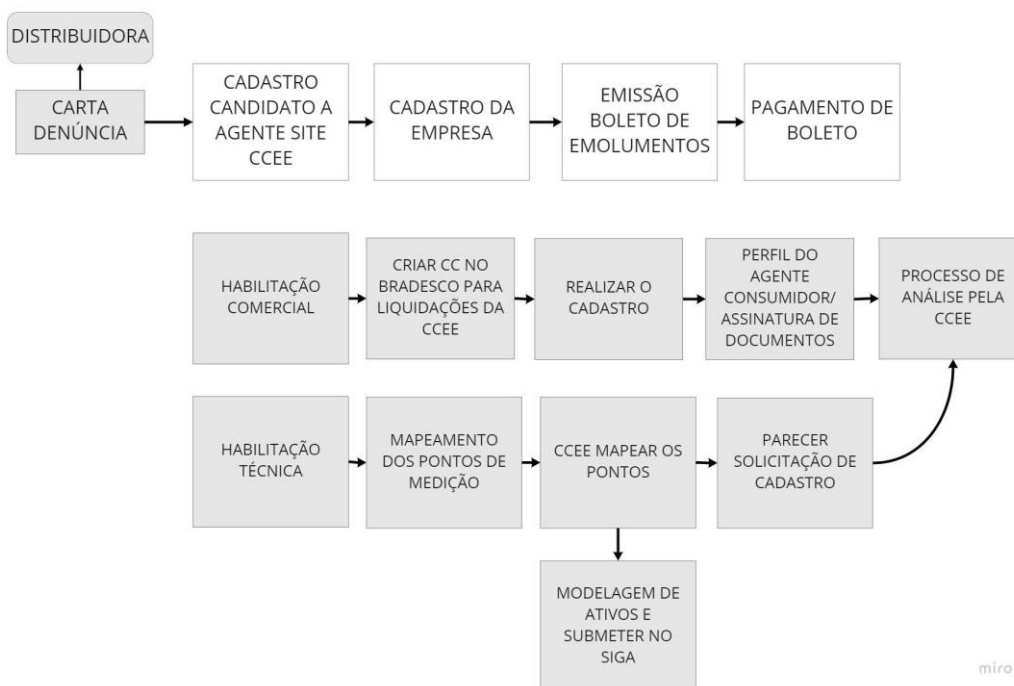 DISTRIBUIDORA
CARTA
DENÚNCIA
CADASTRO
CANDIDATO A
AGENTE SITE
CCEE
CADASTRO DA
EMPRESA
EMISSÃO
BOLETO DE
EMOLUMENTOS
PAGAMENTO DE
BOLETO
HABILITAÇÃO
COMERCIAL
CRIAR CC NO
BRADESCO PARA
LIQUIDAÇÕES DA
CCEE
REALIZAR O
CADASTRO
PERFIL DO
AGENTE
CONSUMIDOR/
ASSINATURA DE
DOCUMENTOS
PROCESSO DE
ANÁLISE PELA
CCEE
HABILITAÇÃO
TÉCNICA
MAPEAMENTO
DOS PONTOS DE
MEDIÇÃO
CCEE MAPEAR OS
PONTOS
PARECER
SOLICITAÇÃO DE
CADASTRO
MODELAGEM DE
ATIVOS E
SUBMETER NO
SIGA
miro